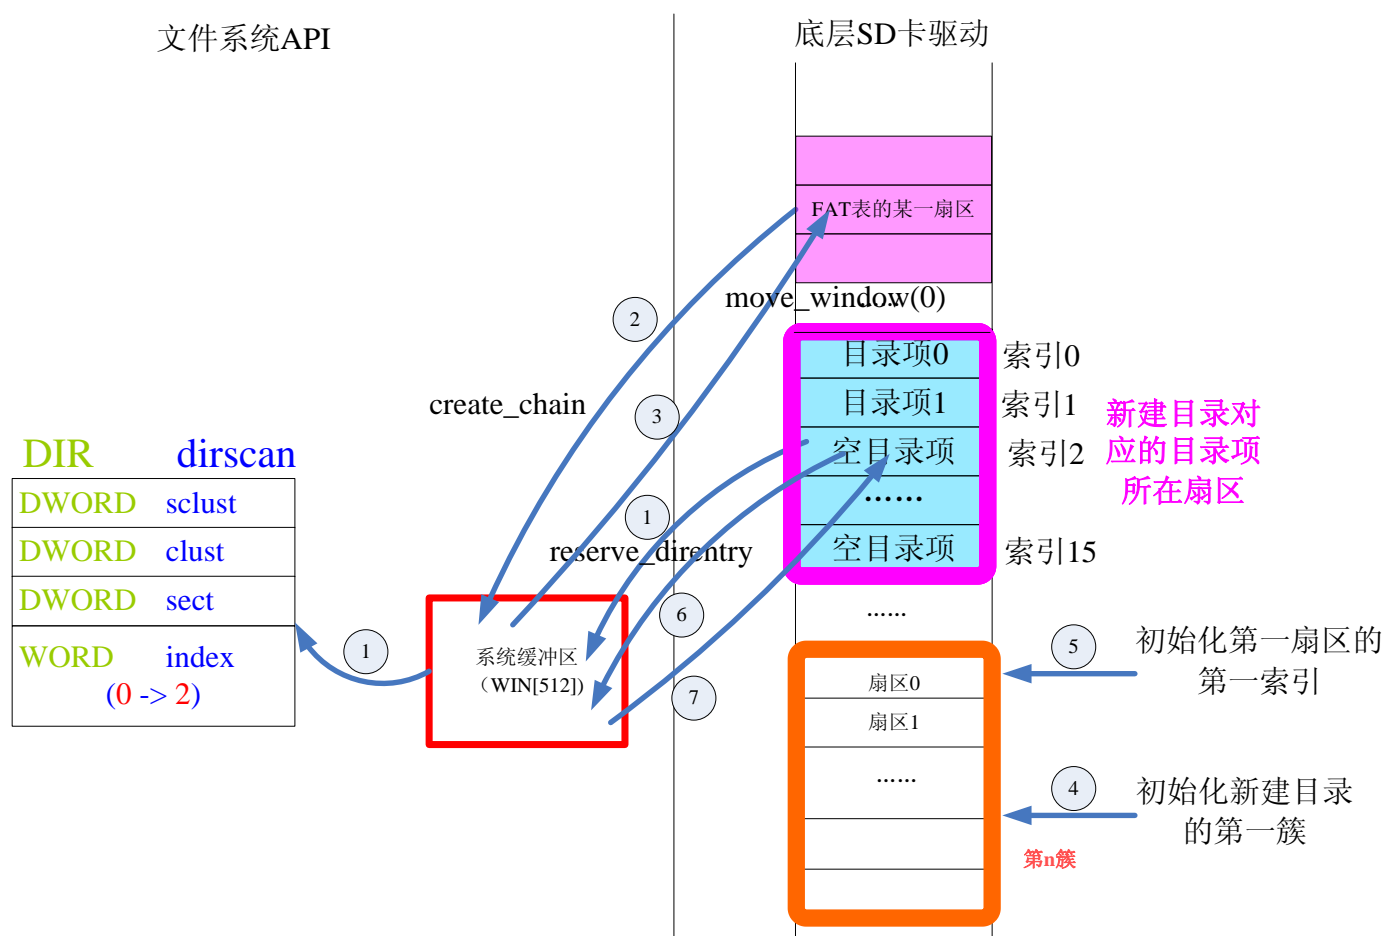 文件系统API
底层SD卡驱动
FAT表的某一扇区
move_window(0)
......
2
目录项0
索引0
create_chain
3
目录项1
索引1
新建目录对
应的目录项
所在扇区
DIR dirscan
空目录项
索引2
DWORD sclust
......
1
DWORD clust
reserve_direntry
空目录项
索引15
DWORD sect
6
......
WORD index
(0 -> 2)
1
系统缓冲区
（WIN[512]）
7
扇区0
5
初始化第一扇区的
第一索引
扇区1
......
4
初始化新建目录
的第一簇
第n簇